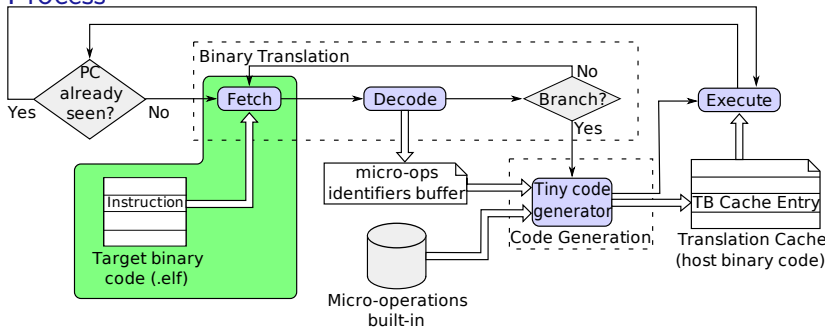 Process
Binary Translation
PC
already
seen?
Yes
No
Fetch
Decode
Branch?
No
Yes
Execute
Instruction
Target binary
code (.elf)
micro-ops
identifiers buffer
Tiny code
generator
Code Generation
Micro-operations
built-in
TB Cache Entry
Translation Cache
(host binary code)